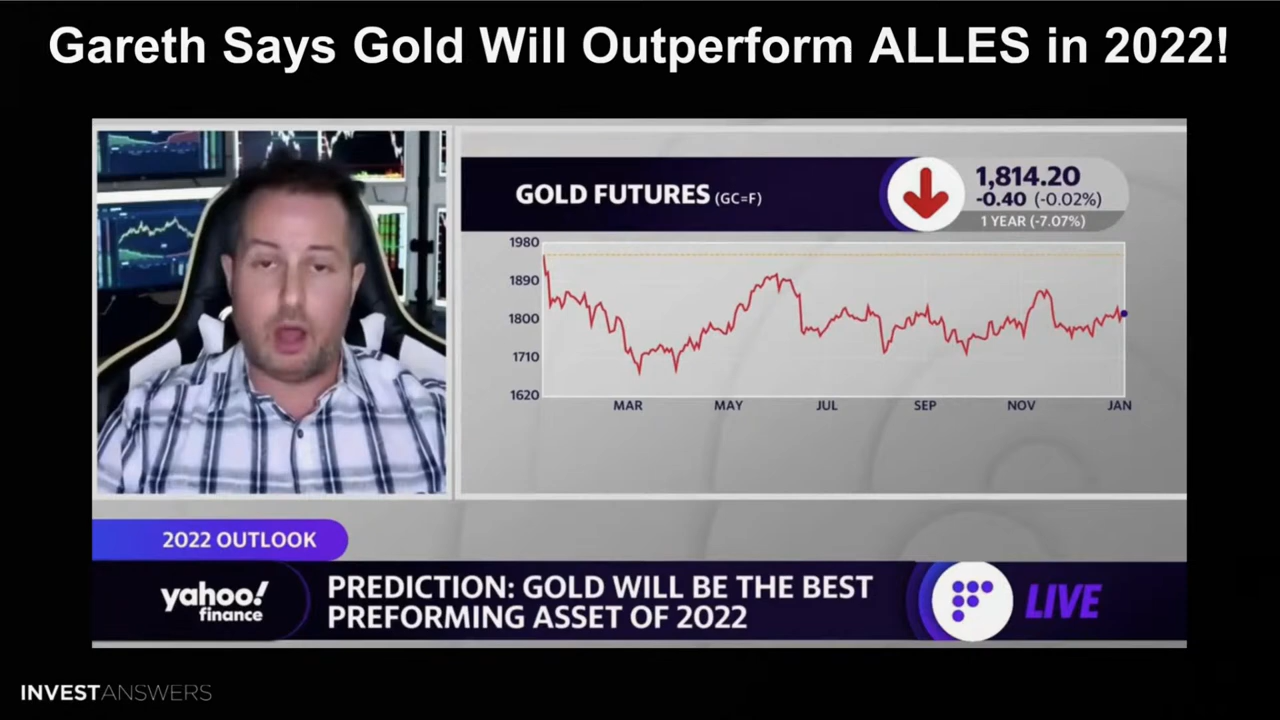 Gareth Says Gold Will Outperform ALLES in 2022!
GOLD FUTURES (GC=F)
1,814.20
-0.40 (-0.02%)
1 YEAR (-7.07%)
1980
1890
1800
1710
1620
MAR MAY JUL SEP NOV JAN
2022 OUTLOOK
yahoo!
finance
PREDICTION: GOLD WILL BE THE BEST
PREFORMING ASSET OF 2022
LIVE
INVESTANSWERS